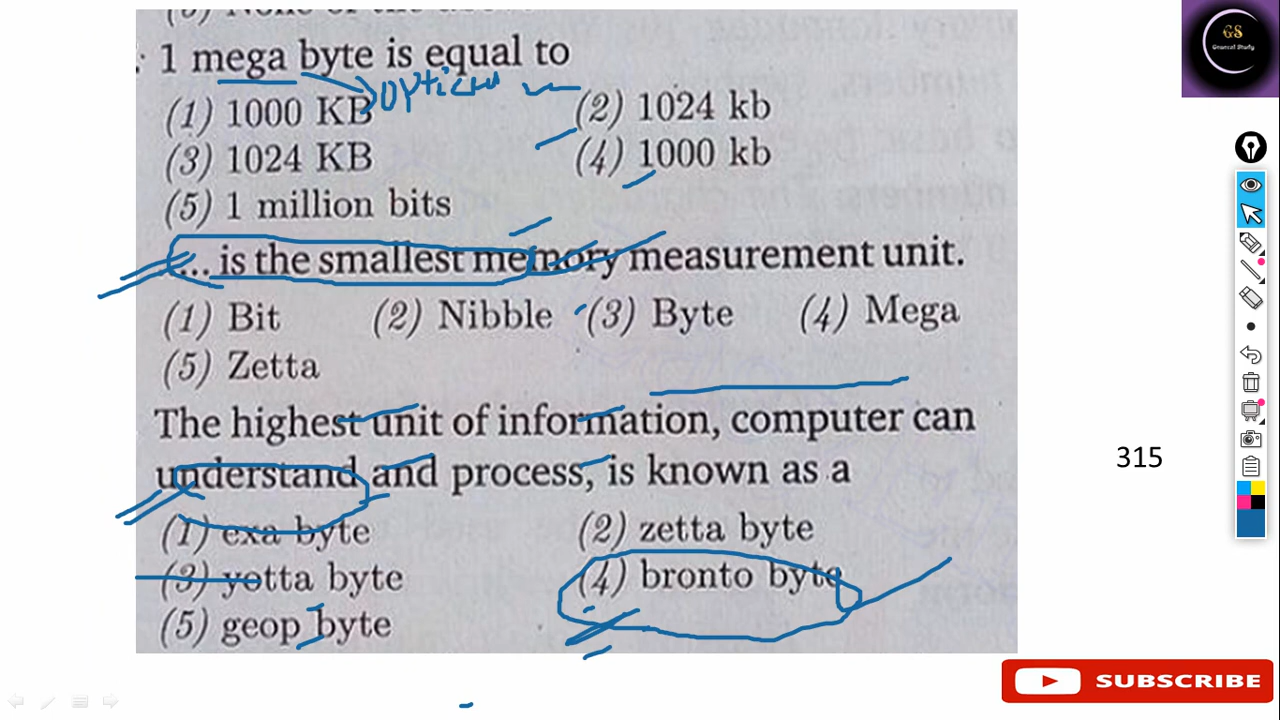 1 mega byte is equal to
(1) 1000 KB (2) 1024 kb
(3) 1024 KB (4) 1000 kb
(5) 1 million bits
... is the smallest memory measurement unit.
(1) Bit (2) Nibble (3) Byte (4) Mega
(5) Zetta
The highest unit of information, computer can
understand and process, is known as a
(1) exa byte (2) zetta byte
(3) yotta byte (4) bronto byte
(5) geop byte
315
GS
General Study
SUBSCRIBE